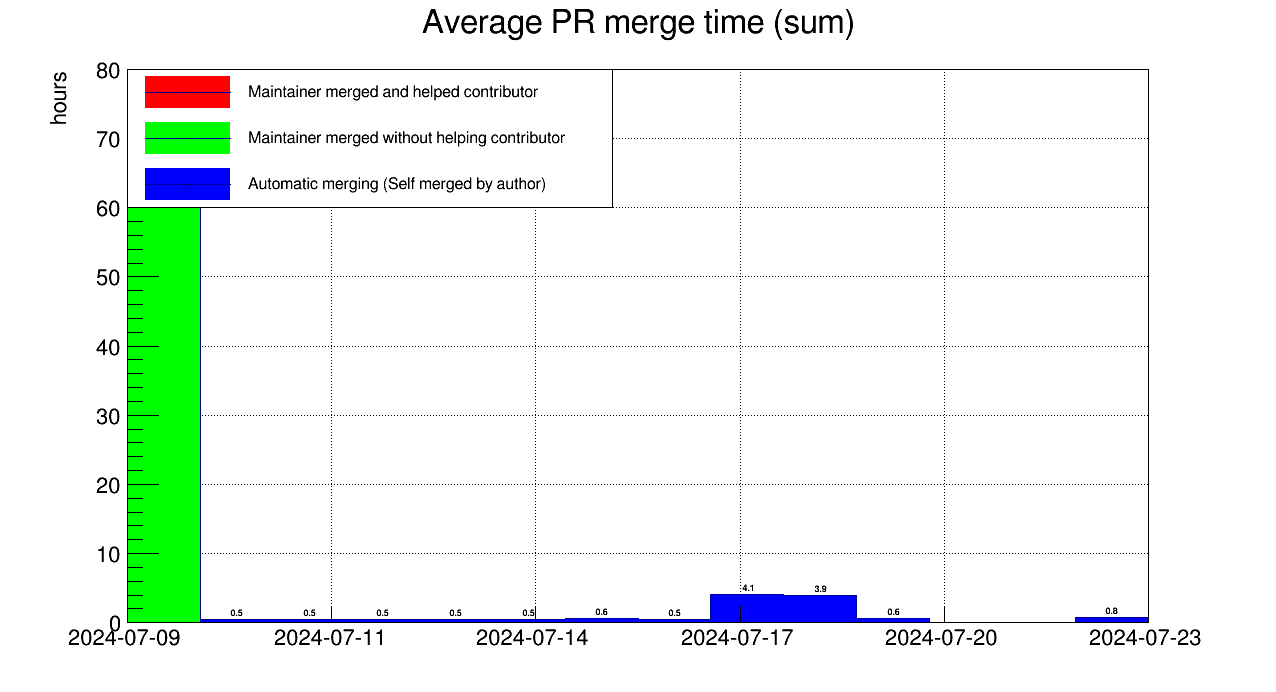 Average PR merge time (sum)
hours
80
70
60
50
40
30
20
10
0
Maintainer merged and helped contributor
Maintainer merged without helping contributor
Automatic merging (Self merged by author)
0.5 0.5 0.5 0.5 0.5 0.6 0.5 4.1 3.9 0.6 0.8
2024-07-09 2024-07-11 2024-07-14 2024-07-17 2024-07-20 2024-07-23